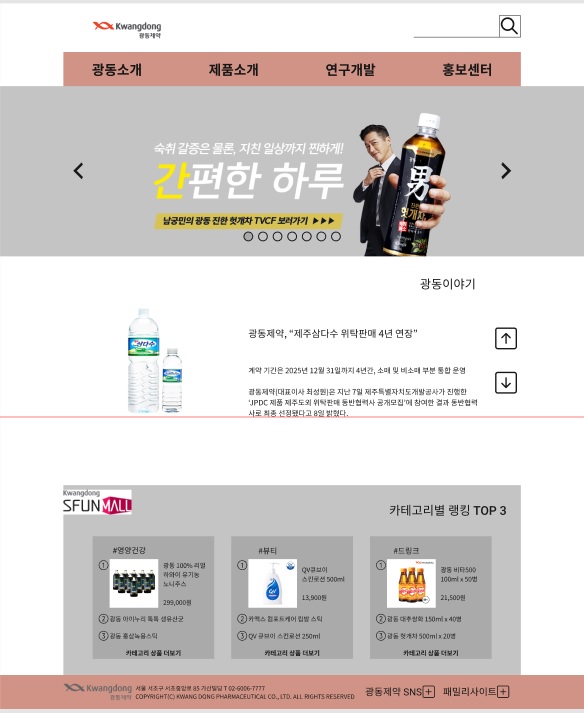 Kwangdong
광동제약
광동소개 제품소개 연구개발 홍보센터
숙취 갈증은 물론, 지친 일상까지 찐하게!
간편한 하루
남궁민의 광동 진한 헛개차 TVCF 보러가기 ▶▶▶
男
진한
헛개차
광동이야기
광동제약, “제주삼다수 위탁판매 4년 연장”
계약 기간은 2025년 12월 31일까지 4년간, 소매 및 비소매 부분 통합 운영
광동제약(대표이사 최성원)은 지난 7일 제주특별자치도개발공사가 진행한
‘JPDC 제품 제주도외 위탁판매 동반협력사 공개모집’에 참여한 결과 동반협력
사로 최종 선정됐다고 8일 밝혔다.
삼다수
Kwangdong
SFUNMALL
카테고리별 랭킹 TOP 3
#영양건강
① 광동 100% 리얼
하와이 유기농
노니주스
299,000원
② 광동 아이누리 톡톡 생유산균
③ 광동 홍삼녹용스틱
카테고리 상품 더보기
#뷰티
① QV큐브이
스킨로션 500ml
13,900원
QV
② 카멕스 컴포트케어 립밤 스틱
③ QV 큐브이 스킨로션 250ml
카테고리 상품 더보기
#드링크
① 광동 비타500
100ml x 50병
21,500원
② 광동 대추쌍화 150ml x 40병
③ 광동 헛개차 500ml x 20병
카테고리 상품 더보기
Kwangdong
광동제약
서울 서초구 서초중앙로 85 가산빌딩 T 02-6006-7777
COPYRIGHT(C) KWANG DONG PHARMACEUTICAL CO., LTD. ALL RIGHTS RESERVED
광동제약 SNS 패밀리사이트